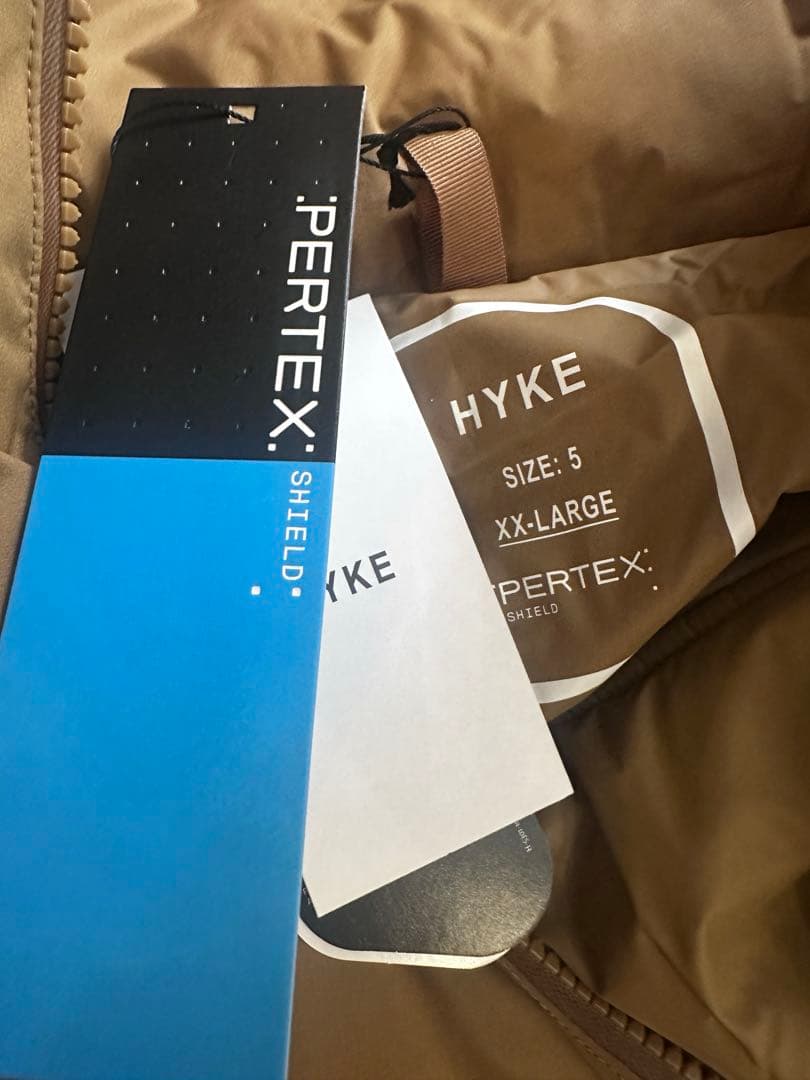 PERTEX
SHIELD
YKE
HYKE
SIZE: 5
XX-LARGE
PERTEX
SHIELD